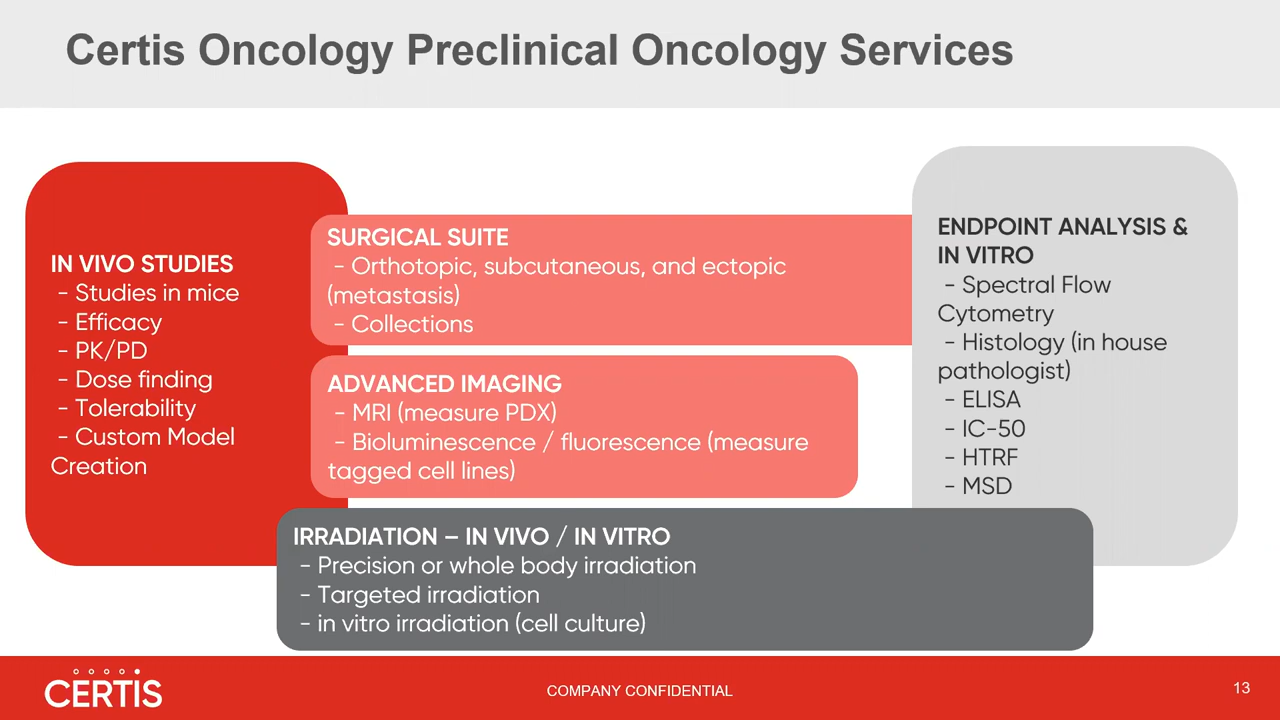 Certis Oncology Preclinical Oncology Services
IN VIVO STUDIES
- Studies in mice
- Efficacy
- PK/PD
- Dose finding
- Tolerability
- Custom Model
Creation
SURGICAL SUITE
- Orthotopic, subcutaneous, and ectopic
(metastasis)
- Collections
ADVANCED IMAGING
- MRI (measure PDX)
- Bioluminescence / fluorescence (measure
tagged cell lines)
ENDPOINT ANALYSIS &
IN VITRO
- Spectral Flow
Cytometry
- Histology (in house
pathologist)
- ELISA
- IC-50
- HTRF
- MSD
IRRADIATION – IN VIVO / IN VITRO
- Precision or whole body irradiation
- Targeted irradiation
- in vitro irradiation (cell culture)
CERTIS
COMPANY CONFIDENTIAL
13